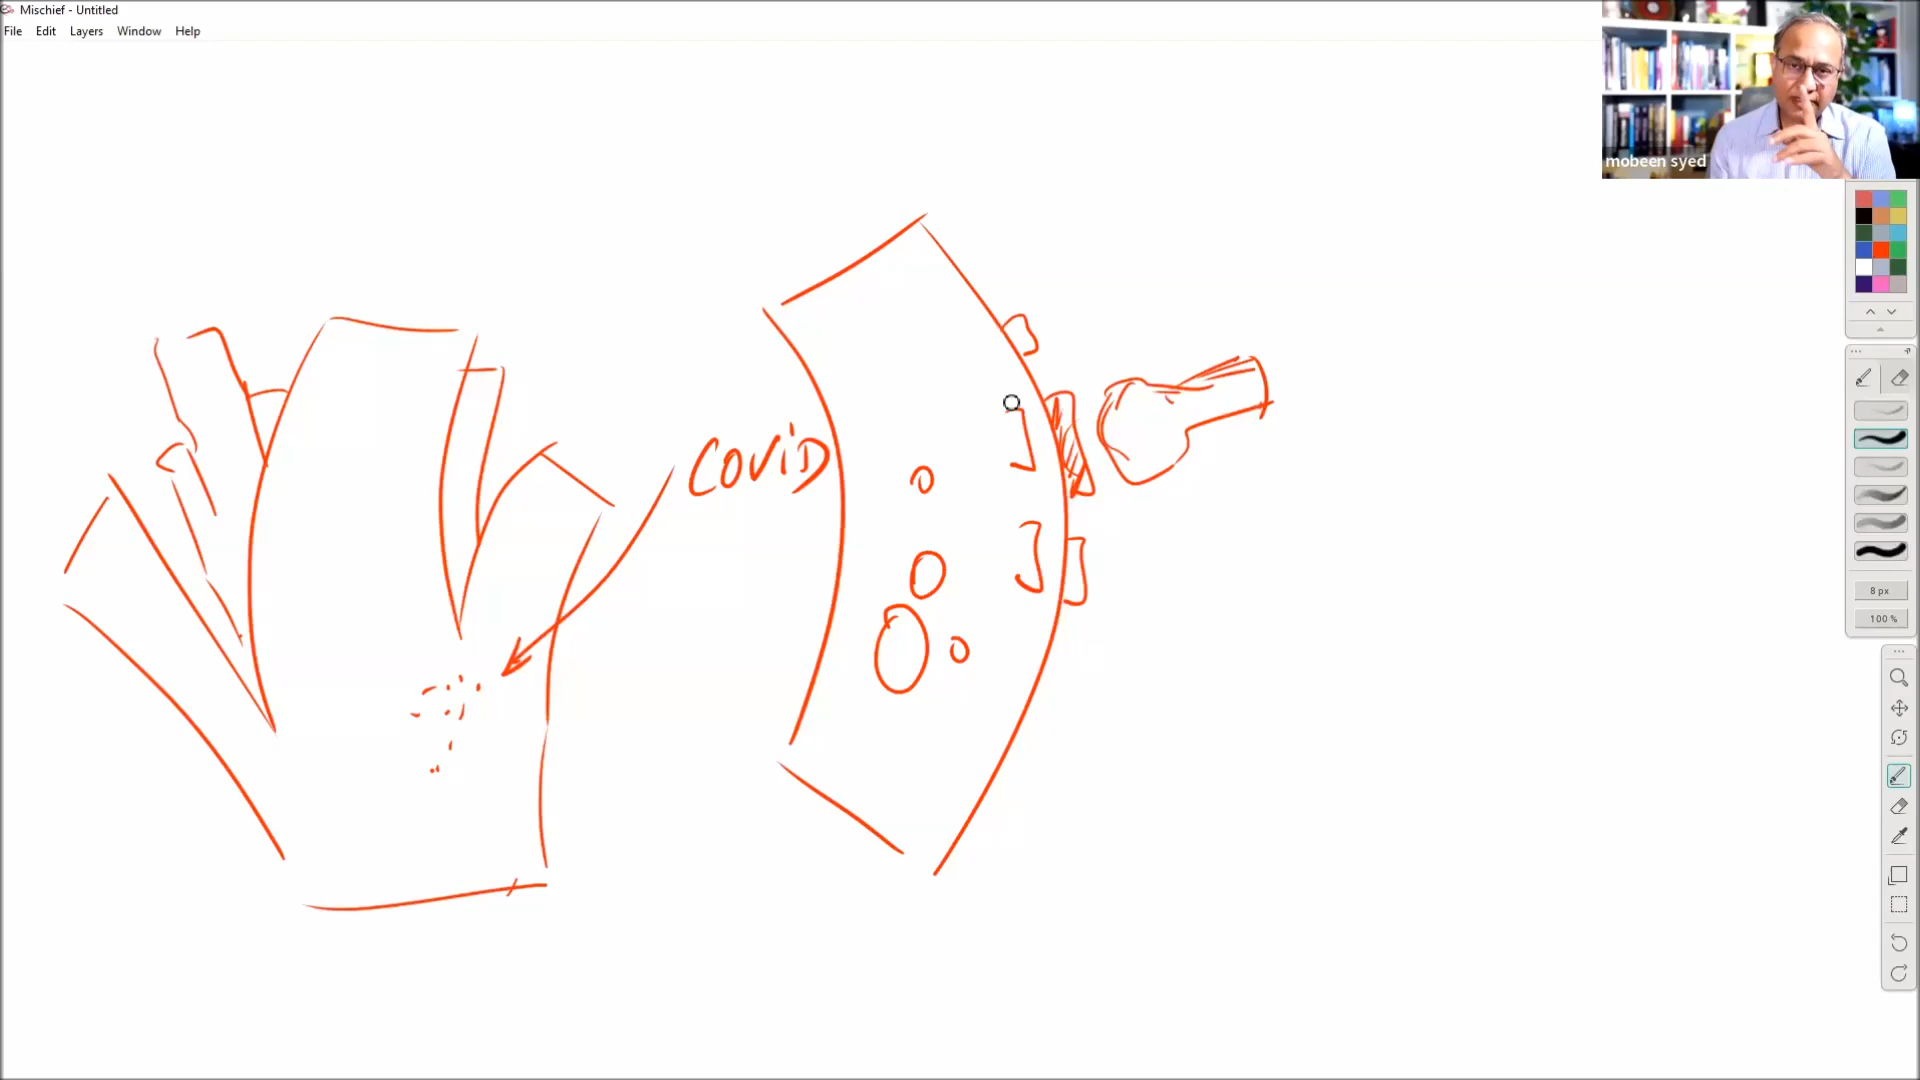 Mischief - Untitled
File Edit Layers Window Help
mobeen syed
COViD
8 px
100 %